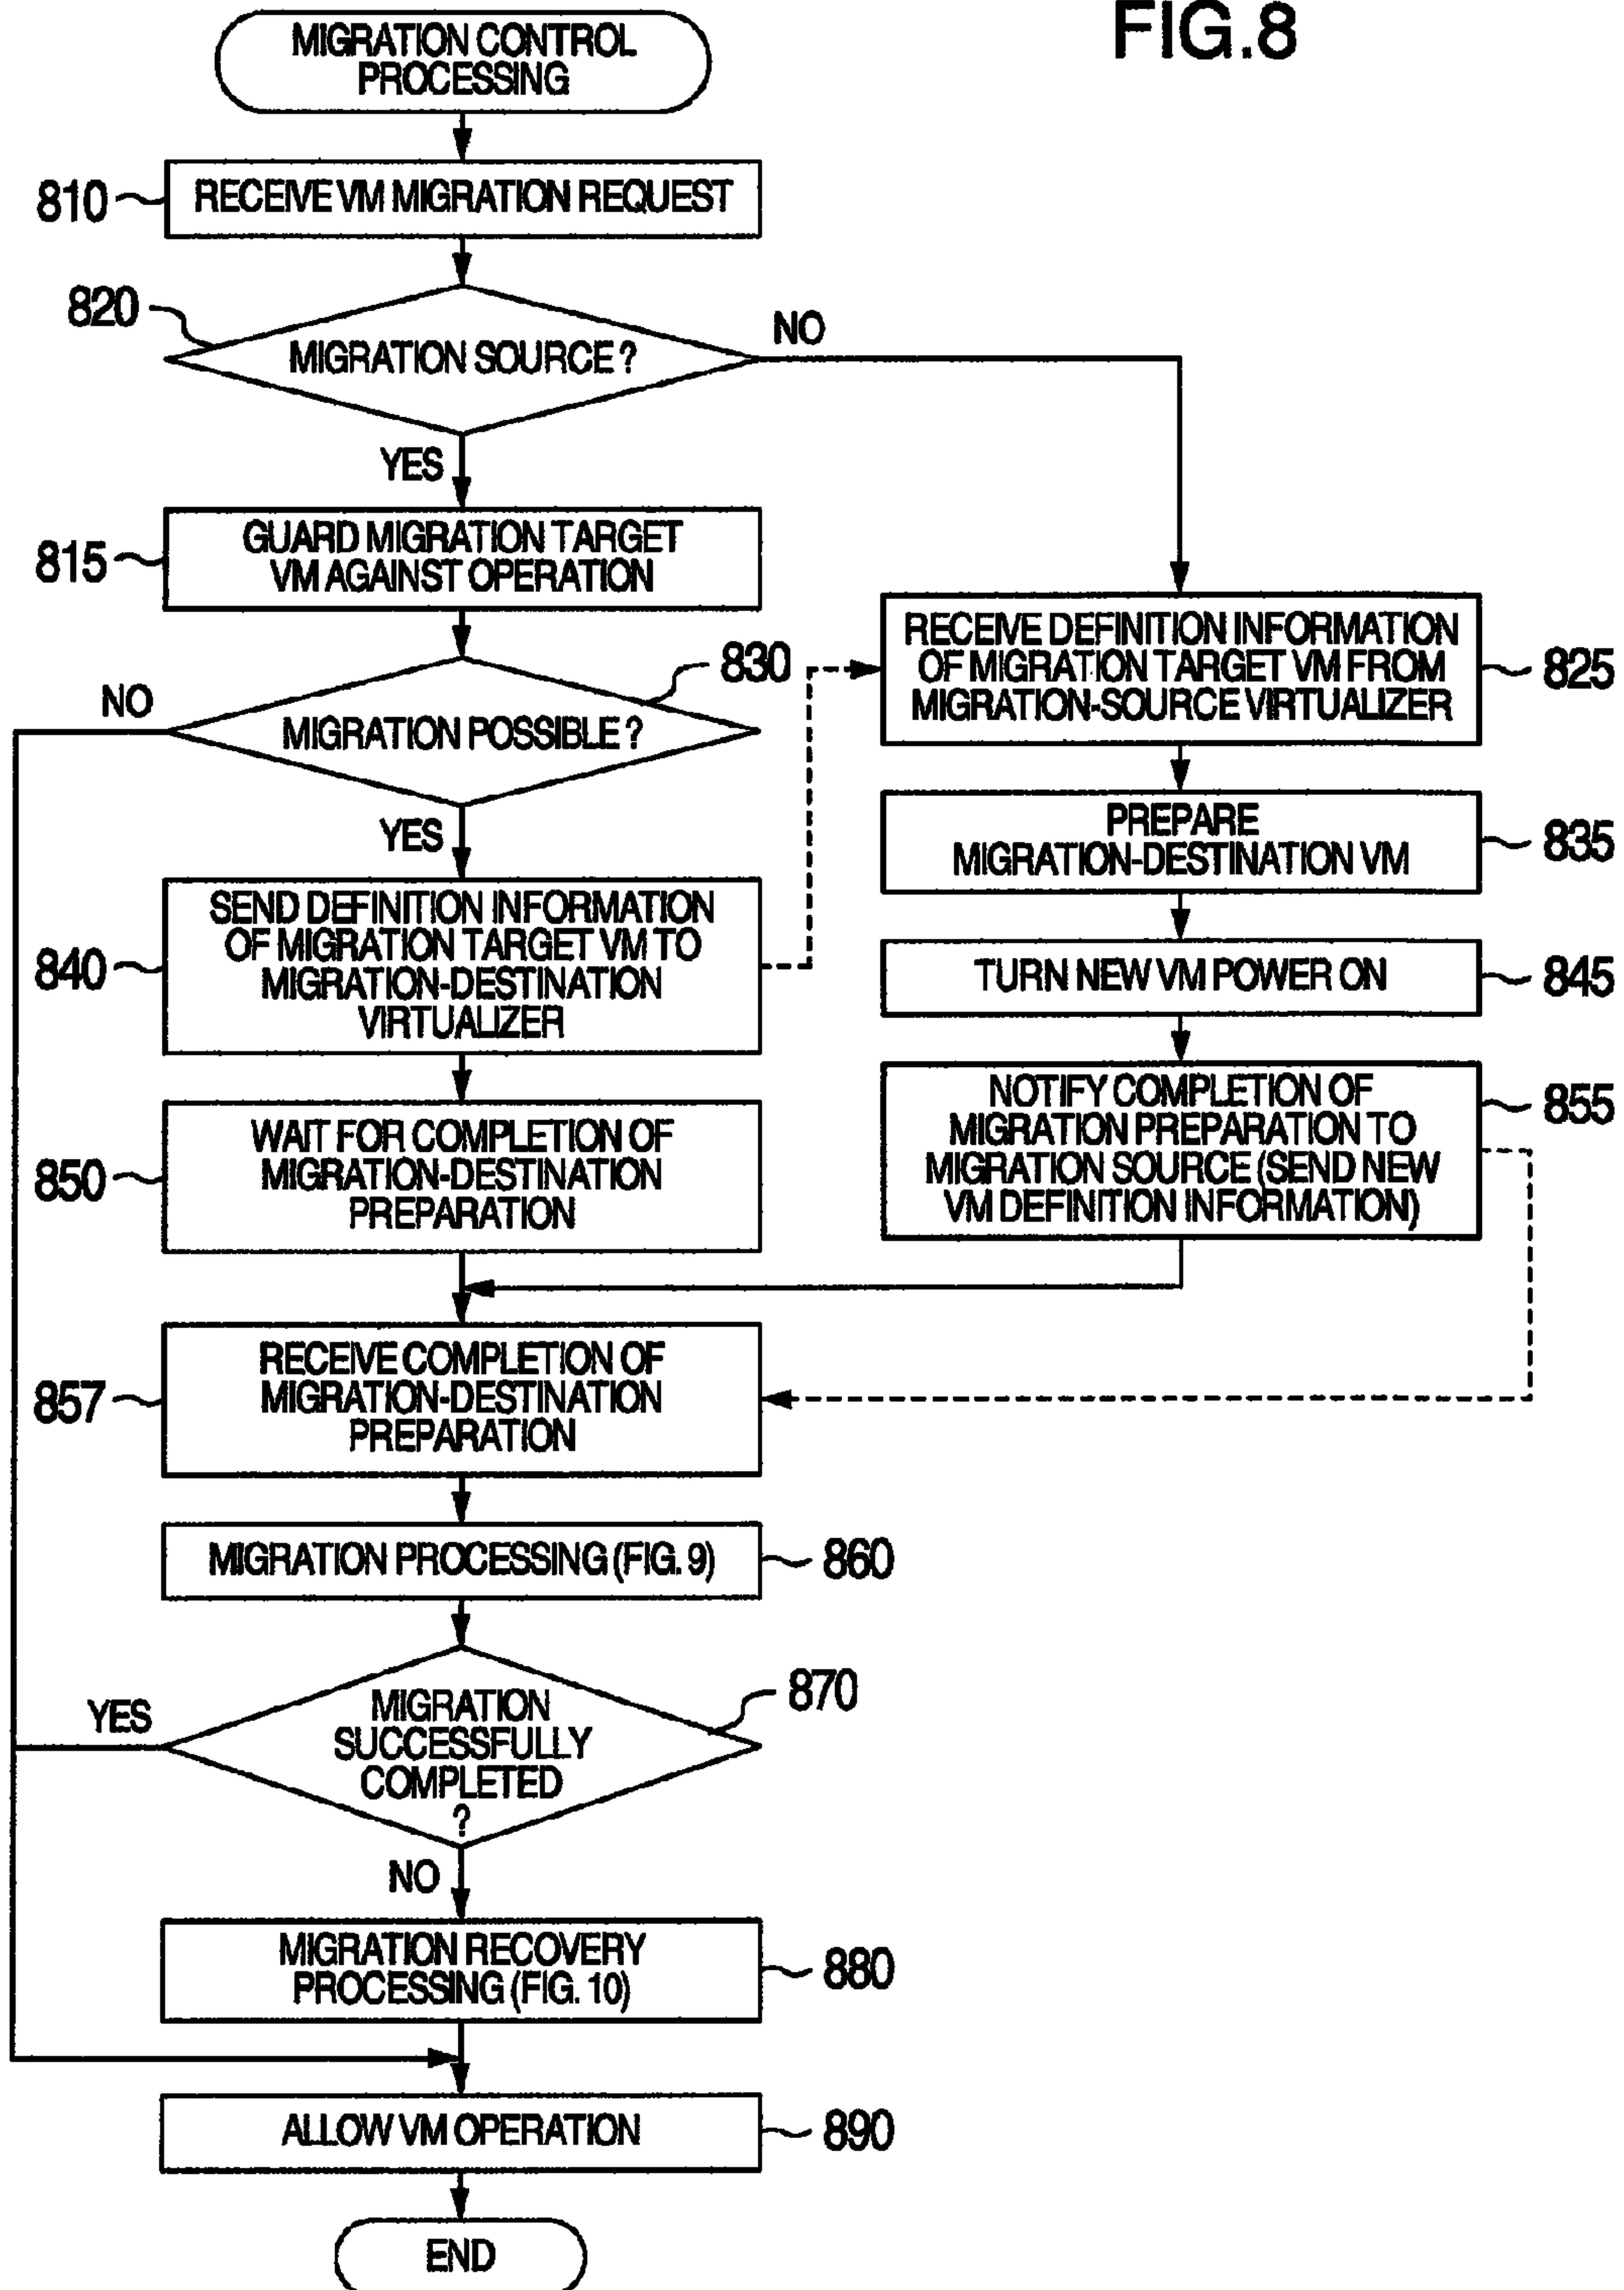 FIG.8
MIGRATION CONTROL
PROCESSING
810
RECEIVE VM MIGRATION REQUEST
820
MIGRATION SOURCE?
NO
YES
815
GUARD MIGRATION TARGET
VM AGAINST OPERATION
830
NO
MIGRATION POSSIBLE?
YES
840
SEND DEFINITION INFORMATION
OF MIGRATION TARGET VM TO
MIGRATION-DESTINATION
VIRTUALIZER
850
WAIT FOR COMPLETION OF
MIGRATION-DESTINATION
PREPARATION
RECEIVE DEFINITION INFORMATION
OF MIGRATION TARGET VM FROM
MIGRATION-SOURCE VIRTUALIZER
825
PREPARE
MIGRATION-DESTINATION VM
835
TURN NEW VM POWER ON
845
NOTIFY COMPLETION OF
MIGRATION PREPARATION TO
MIGRATION SOURCE (SEND NEW
VM DEFINITION INFORMATION)
855
857
RECEIVE COMPLETION OF
MIGRATION-DESTINATION
PREPARATION
MIGRATION PROCESSING (FIG. 9)
860
YES
MIGRATION
SUCCESSFULLY
COMPLETED
?
870
NO
MIGRATION RECOVERY
PROCESSING (FIG. 10)
880
ALLOW VM OPERATION
890
END